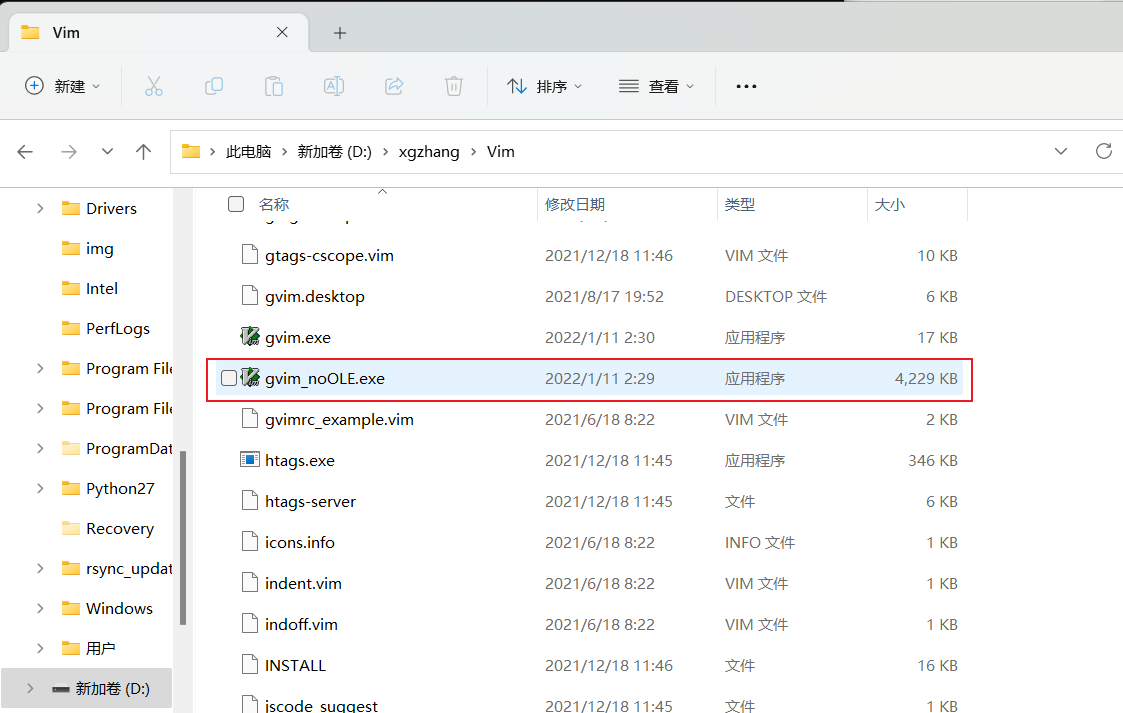 Vim
新建
排序
查看
此电脑 > 新加卷 (D:) > xgzhang > Vim
Drivers
img
Intel
PerfLogs
Program File
Program File
ProgramDat
Python27
Recovery
rsync_updat
Windows
用户
新加卷 (D:)
名称 修改日期 类型 大小
gtags-cscope.vim 2021/12/18 11:46 VIM 文件 10 KB
gvim.desktop 2021/8/17 19:52 DESKTOP 文件 6 KB
gvim.exe 2022/1/11 2:30 应用程序 17 KB
gvim_noOLE.exe 2022/1/11 2:29 应用程序 4,229 KB
gvimrc_example.vim 2021/6/18 8:22 VIM 文件 2 KB
htags.exe 2021/12/18 11:45 应用程序 346 KB
htags-server 2021/12/18 11:45 文件 6 KB
icons.info 2021/6/18 8:22 INFO 文件 1 KB
indent.vim 2021/6/18 8:22 VIM 文件 1 KB
indoff.vim 2021/6/18 8:22 VIM 文件 1 KB
INSTALL 2021/12/18 11:46 文件 16 KB
jscode_suggest 2021/12/18 11:45 文件 1 KB